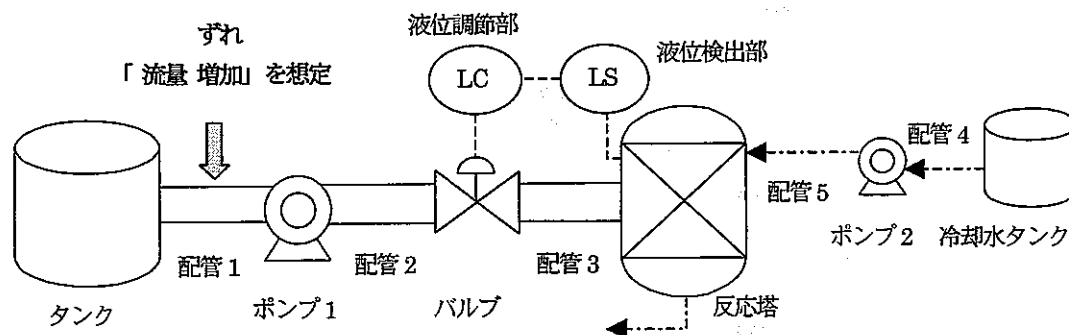 ずれ
「 流量 増加」を想定
液位調節部
液位検出部
LC
LS
配管4
配管5
配管1
配管2
配管3
ポンプ2
冷却水タンク
タンク
ポンプ1
バルブ
反応塔